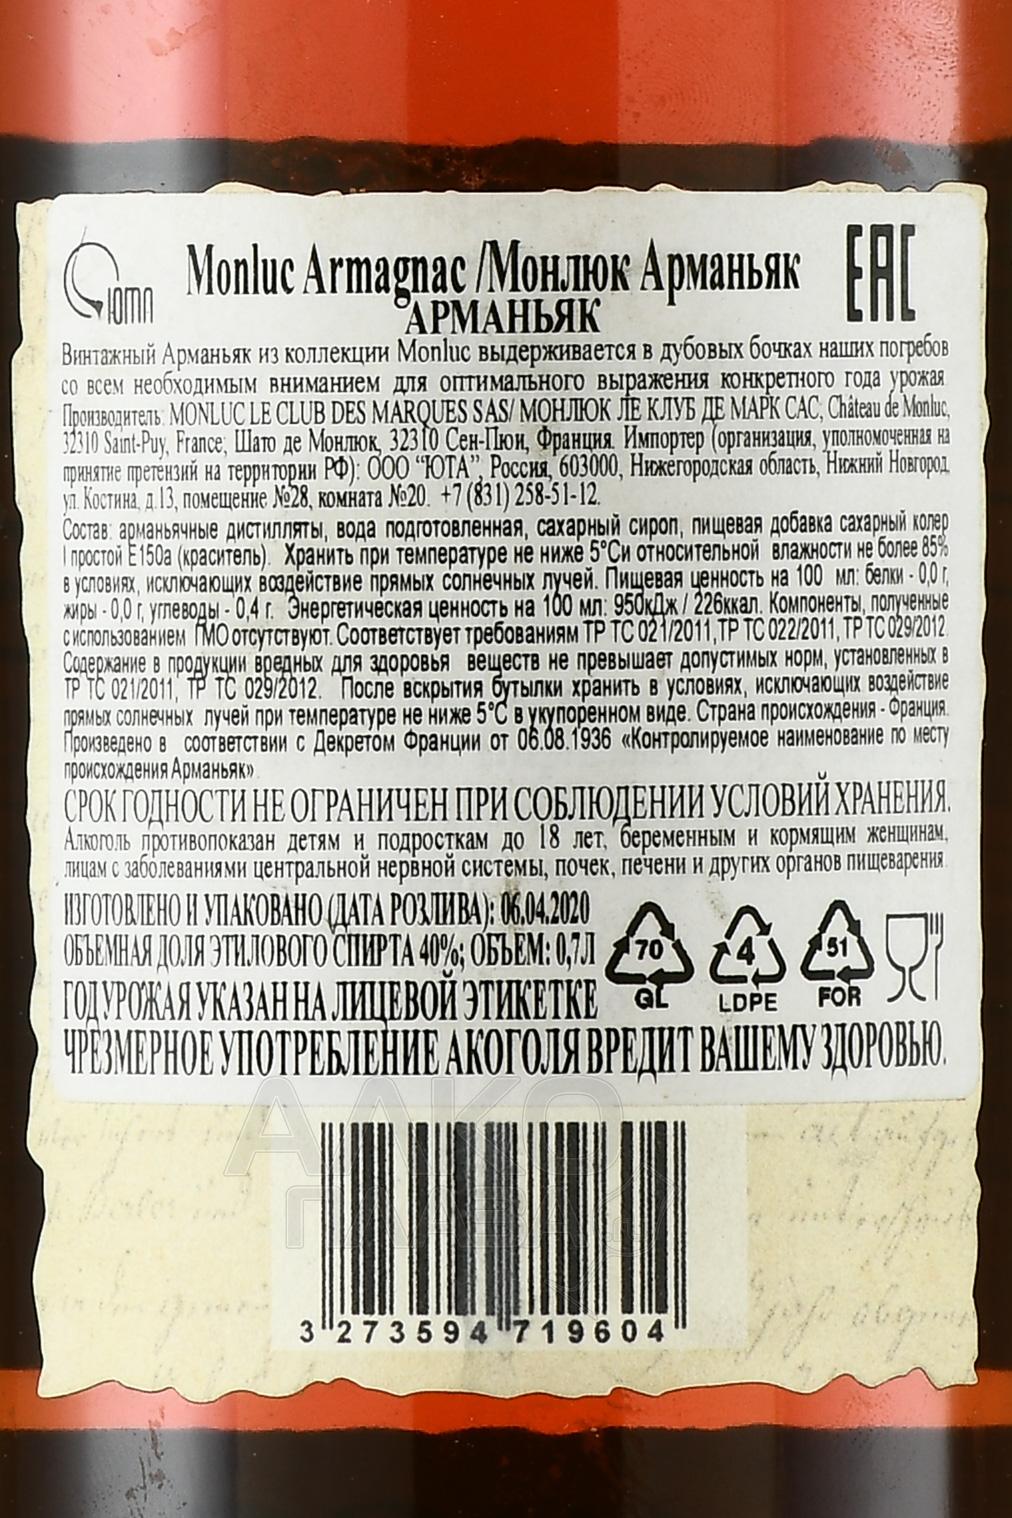 ЮТА
Monluc Armagnac /Монлюк Арманьяк
АРМАНЬЯК
EAC
Винтажный Арманьяк из коллекции Monluc выдерживается в дубовых бочках наших погребов
со всем необходимым вниманием для оптимального выражения конкретного года урожая
Производитель: MONLUC LE CLUB DES MARQUES SAS/ МОНЛЮК ЛЕ КЛУБ ДЕ МАРК САС; Château de Monluc,
32310 Saint-Puy, France; Шато де Монлюк, 32310 Сен-Пюи, Франция. Импортер (организация, уполномоченная на
принятие претензий на территории РФ): ООО "ЮТА", Россия, 603000, Нижегородская область, Нижний Новгород,
ул. Костина, д.13, помещение №28, комната №20. +7 (831) 258-51-12.
Состав: арманьячные дистилляты, вода подготовленная, сахарный сироп, пищевая добавка сахарный колер
I простой E150a (краситель). Хранить при температуре не ниже 5°Cи относительной влажности не более 85%
в условиях, исключающих воздействие прямых солнечных лучей. Пищевая ценность на 100 мл: белки - 0,0 г,
жиры - 0,0 г, углеводы - 0,4 г. Энергетическая ценность на 100 мл: 950кДж / 226ккал. Компоненты, полученные
с использованием ГМО отсутствуют. Соответствует требованиям ТР ТС 021/2011, ТР ТС 022/2011, ТР ТС 029/2012.
Содержание в продукции вредных для здоровья веществ не превышает допустимых норм, установленных в
ТР ТС 021/2011, ТР ТС 029/2012. После вскрытия бутылки хранить в условиях, исключающих воздействие
прямых солнечных лучей при температуре не ниже 5°C в укупоренном виде. Страна происхождения - Франция.
Произведено в соответствии с Декретом Франции от 06.08.1936 «Контролируемое наименование по месту
происхождения Арманьяк»
СРОК ГОДНОСТИ НЕ ОГРАНИЧЕН ПРИ СОБЛЮДЕНИИ УСЛОВИЙ ХРАНЕНИЯ.
Алкоголь противопоказан детям и подросткам до 18 лет, беременным и кормящим женщинам,
лицам с заболеваниями центральной нервной системы, почек, печени и других органов пищеварения.
ИЗГОТОВЛЕНО И УПАКОВАНО (ДАТА РОЗЛИВА): 06.04.2020
ОБЪЕМНАЯ ДОЛЯ ЭТИЛОВОГО СПИРТА 40%; ОБЪЕМ: 0,7Л
ГОД УРОЖАЯ УКАЗАН НА ЛИЦЕВОЙ ЭТИКЕТКЕ
70 4 51
GL LDPE FOR
ЧРЕЗМЕРНОЕ УПОТРЕБЛЕНИЕ АКОГОЛЯ ВРЕДИТ ВАШЕМУ ЗДОРОВЬЮ.
АЛКО
3 273594 719604